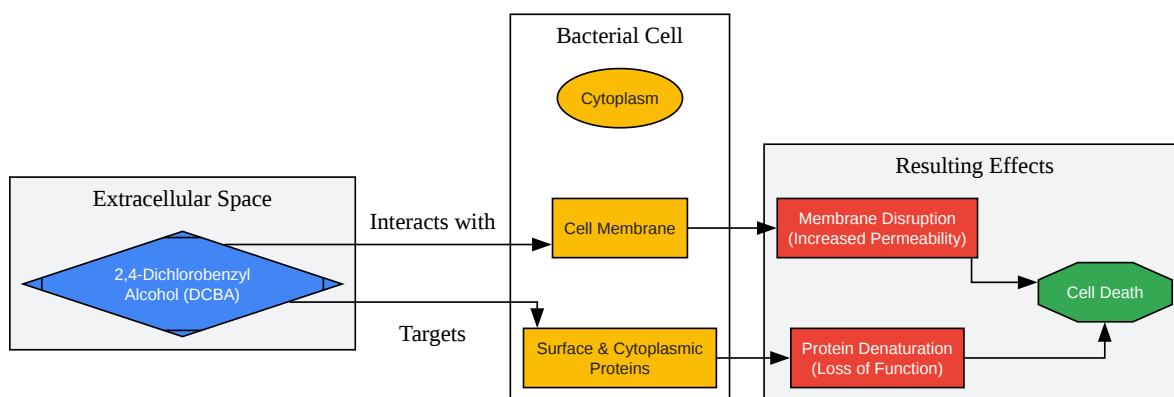 Bacterial Cell
Cytoplasm
Extracellular Space
2,4-Dichlorobenzyl
Alcohol (DCBA)
Interacts with
Targets
Cell Membrane
Surface & Cytoplasmic
Proteins
Resulting Effects
Membrane Disruption
(Increased Permeability)
Protein Denaturation
(Loss of Function)
Cell Death